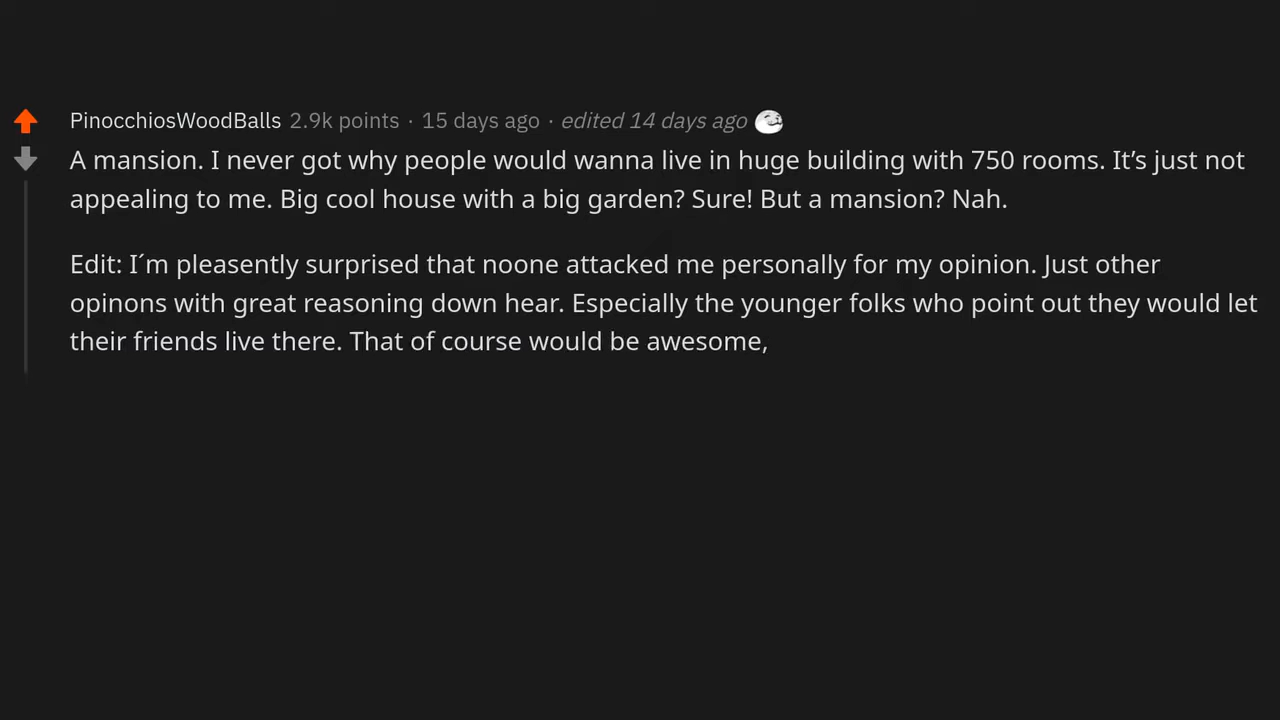 PinocchiosWoodBalls 2.9k points · 15 days ago · edited 14 days ago
A mansion. I never got why people would wanna live in huge building with 750 rooms. It’s just not
appealing to me. Big cool house with a big garden? Sure! But a mansion? Nah.
Edit: I´m pleasently surprised that noone attacked me personally for my opinion. Just other
opinons with great reasoning down hear. Especially the younger folks who point out they would let
their friends live there. That of course would be awesome,